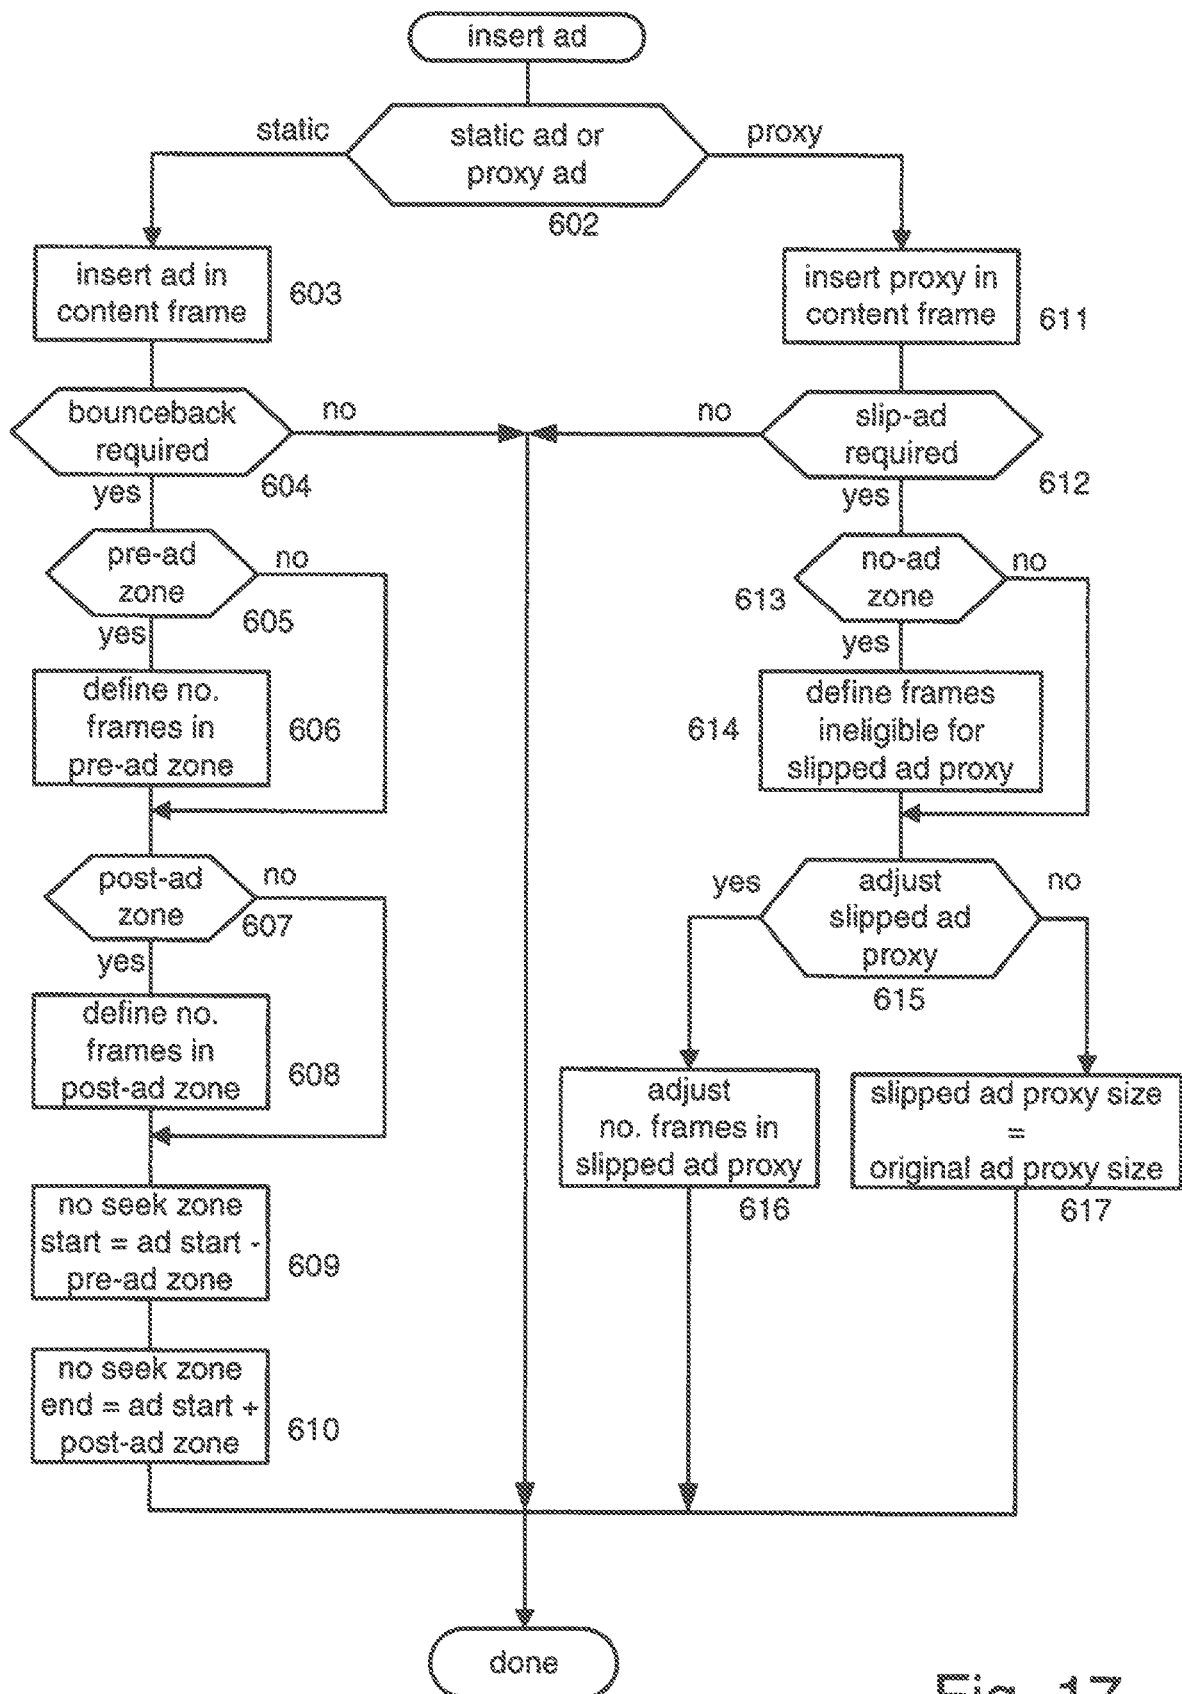 insert ad
static
static ad or
proxy ad
proxy
602
insert ad in
content frame
603
insert proxy in
content frame
611
bounceback
required
no
604
yes
no
slip-ad
required
612
yes
pre-ad
zone
no
605
yes
no-ad
zone
no
613
yes
define no.
frames in
pre-ad zone
606
614
define frames
ineligible for
slipped ad proxy
post-ad
zone
no
607
yes
yes
adjust
slipped ad
proxy
no
615
define no.
frames in
post-ad zone
608
adjust
no. frames in
slipped ad proxy
616
slipped ad proxy size
=
original ad proxy size
617
no seek zone
start = ad start -
pre-ad zone
609
no seek zone
end = ad start +
post-ad zone
610
done
Fig. 17